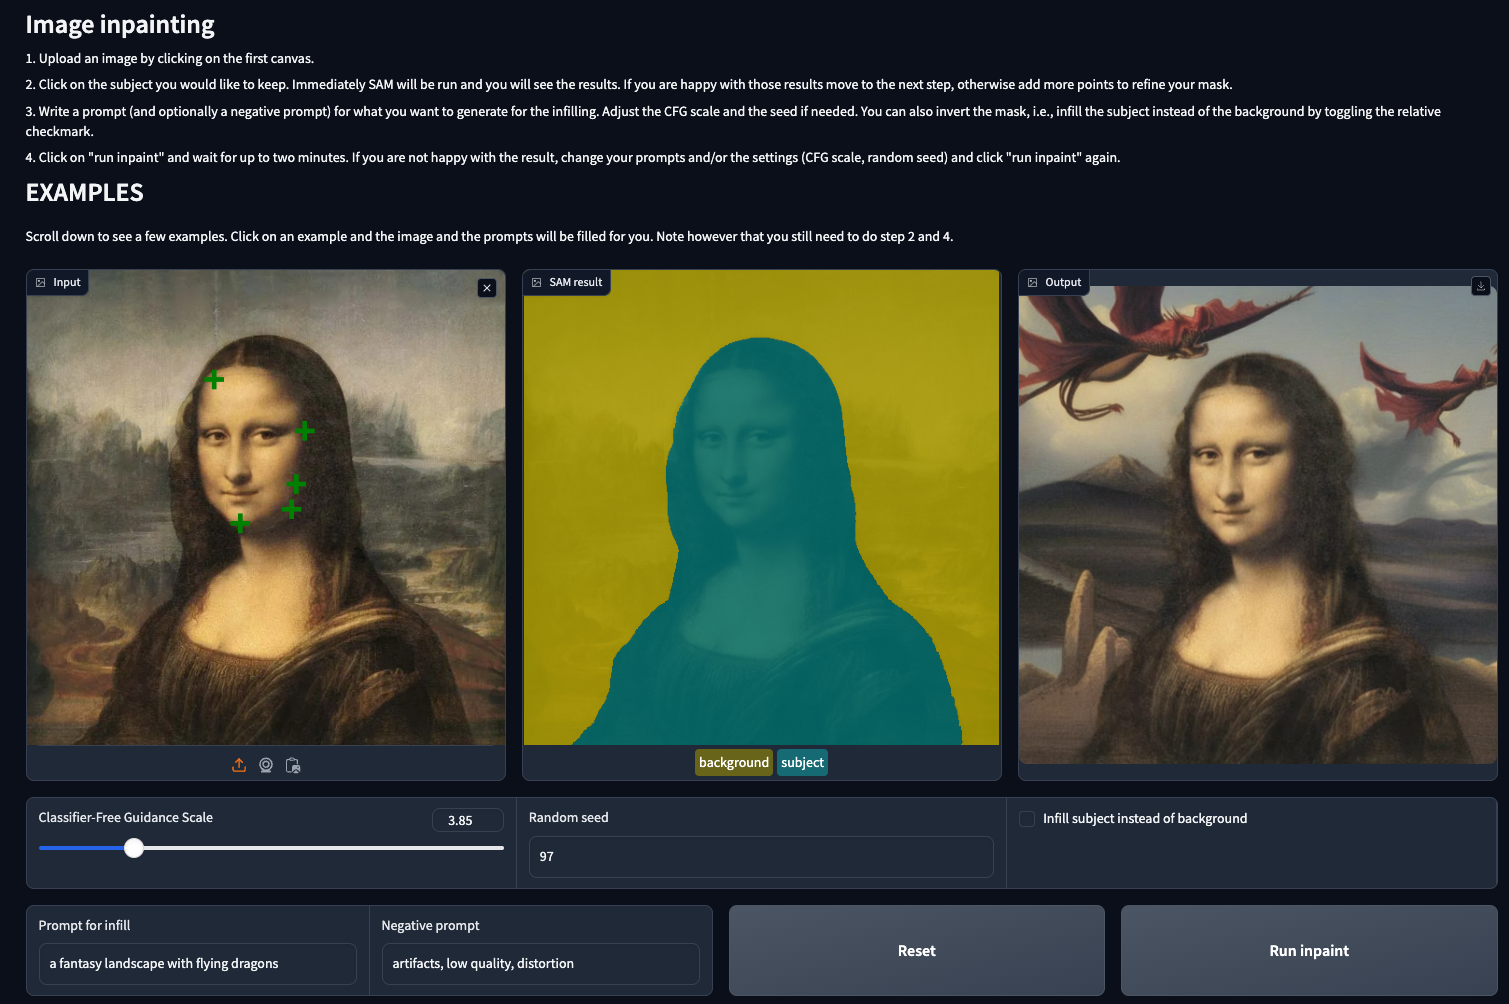 Image inpainting
1. Upload an image by clicking on the first canvas.
2. Click on the subject you would like to keep. Immediately SAM will be run and you will see the results. If you are happy with those results move to the next step, otherwise add more points to refine your mask.
3. Write a prompt (and optionally a negative prompt) for what you want to generate for the infilling. Adjust the CFG scale and the seed if needed. You can also invert the mask, i.e., infill the subject instead of the background by toggling the relative
checkmark.
4. Click on "run inpaint" and wait for up to two minutes. If you are not happy with the result, change your prompts and/or the settings (CFG scale, random seed) and click "run inpaint" again.
EXAMPLES
Scroll down to see a few examples. Click on an example and the image and the prompts will be filled for you. Note however that you still need to do step 2 and 4.
Input
SAM result
Output
background subject
Classifier-Free Guidance Scale
3.85
Random seed
97
Infill subject instead of background
Prompt for infill
a fantasy landscape with flying dragons
Negative prompt
artifacts, low quality, distortion
Reset
Run inpaint